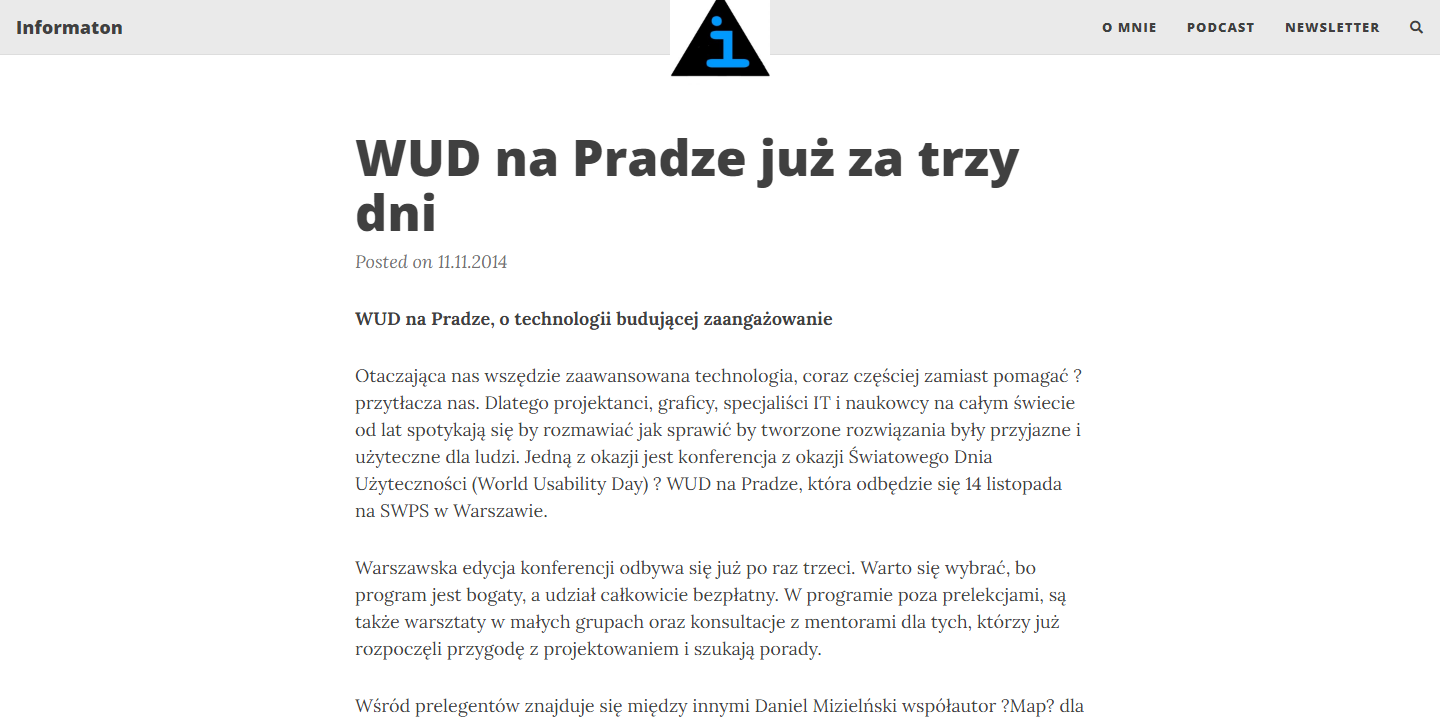 Informaton
i
O MNIE
PODCAST
NEWSLETTER
WUD na Pradze już za trzy
dni
Posted on 11.11.2014
WUD na Pradze, o technologii budującej zaangażowanie
Otaczająca nas wszędzie zaawansowana technologia, coraz częściej zamiast pomagać ?
przytłacza nas. Dlatego projektanci, graficy, specjaliści IT i naukowcy na całym świecie
od lat spotykają się by rozmawiać jak sprawić by tworzone rozwiązania były przyjazne i
użyteczne dla ludzi. Jedną z okazji jest konferencja z okazji Światowego Dnia
Użyteczności (World Usability Day) ? WUD na Pradze, która odbędzie się 14 listopada
na SWPS w Warszawie.
Warszawska edycja konferencji odbywa się już po raz trzeci. Warto się wybrać, bo
program jest bogaty, a udział całkowicie bezpłatny. W programie poza prelekcjami, są
także warsztaty w małych grupach oraz konsultacje z mentorami dla tych, którzy już
rozpoczęli przygodę z projektowaniem i szukają porady.
Wśród prelegentów znajduje się między innymi Daniel Mizielński współautor ?Map? dla